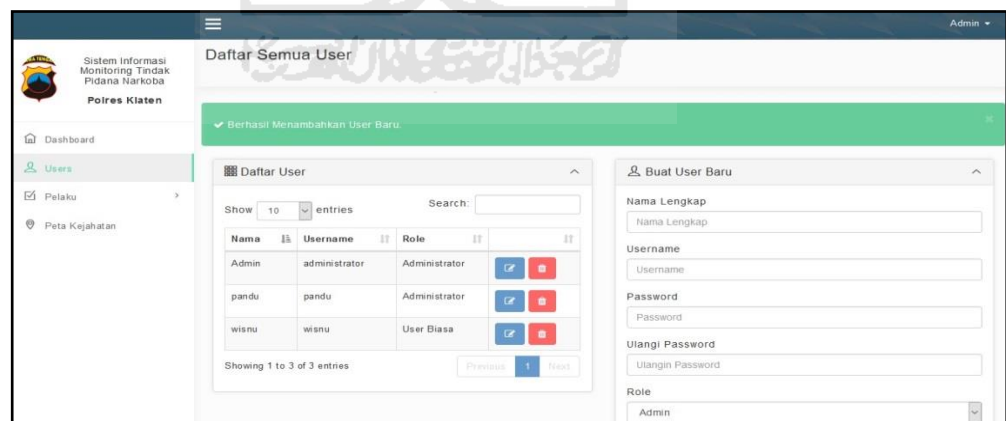 Admin
Sistem Informasi
Monitoring Tindak
Pidana Narkoba
Polres Klaten
Dashboard
Users
Pelaku
Peta Kejahatan
Daftar Semua User
Berhasil Menambahkan User Baru.
Daftar User
Show 10 entries Search:
Nama Username Role
Admin administrator Administrator
pandu pandu Administrator
wisnu wisnu User Biasa
Showing 1 to 3 of 3 entries
Previous 1 Next
Buat User Baru
Nama Lengkap
Nama Lengkap
Username
Username
Password
Password
Ulangi Password
Ulangin Password
Role
Admin